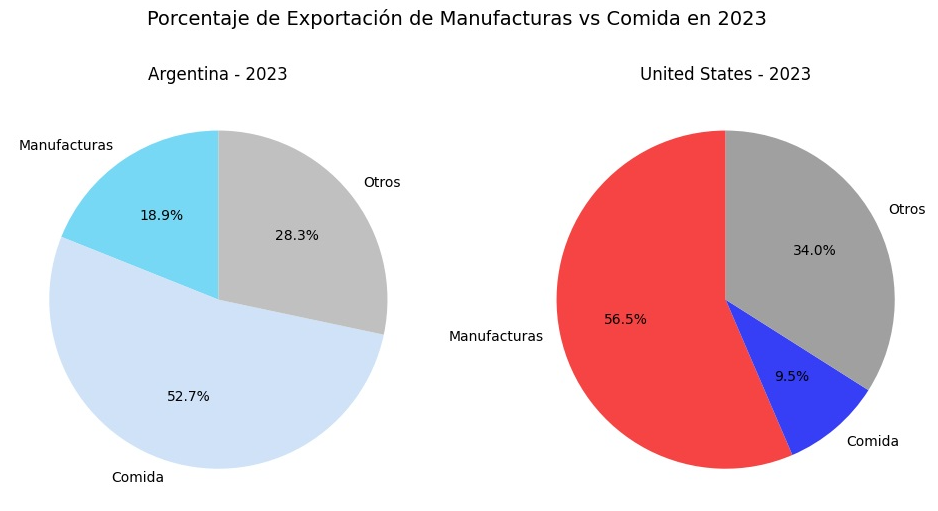 Porcentaje de Exportación de Manufacturas vs Comida en 2023
Argentina - 2023
Manufacturas
18.9%
Otros
28.3%
52.7%
Comida
United States - 2023
Otros
34.0%
Manufacturas
56.5%
9.5%
Comida